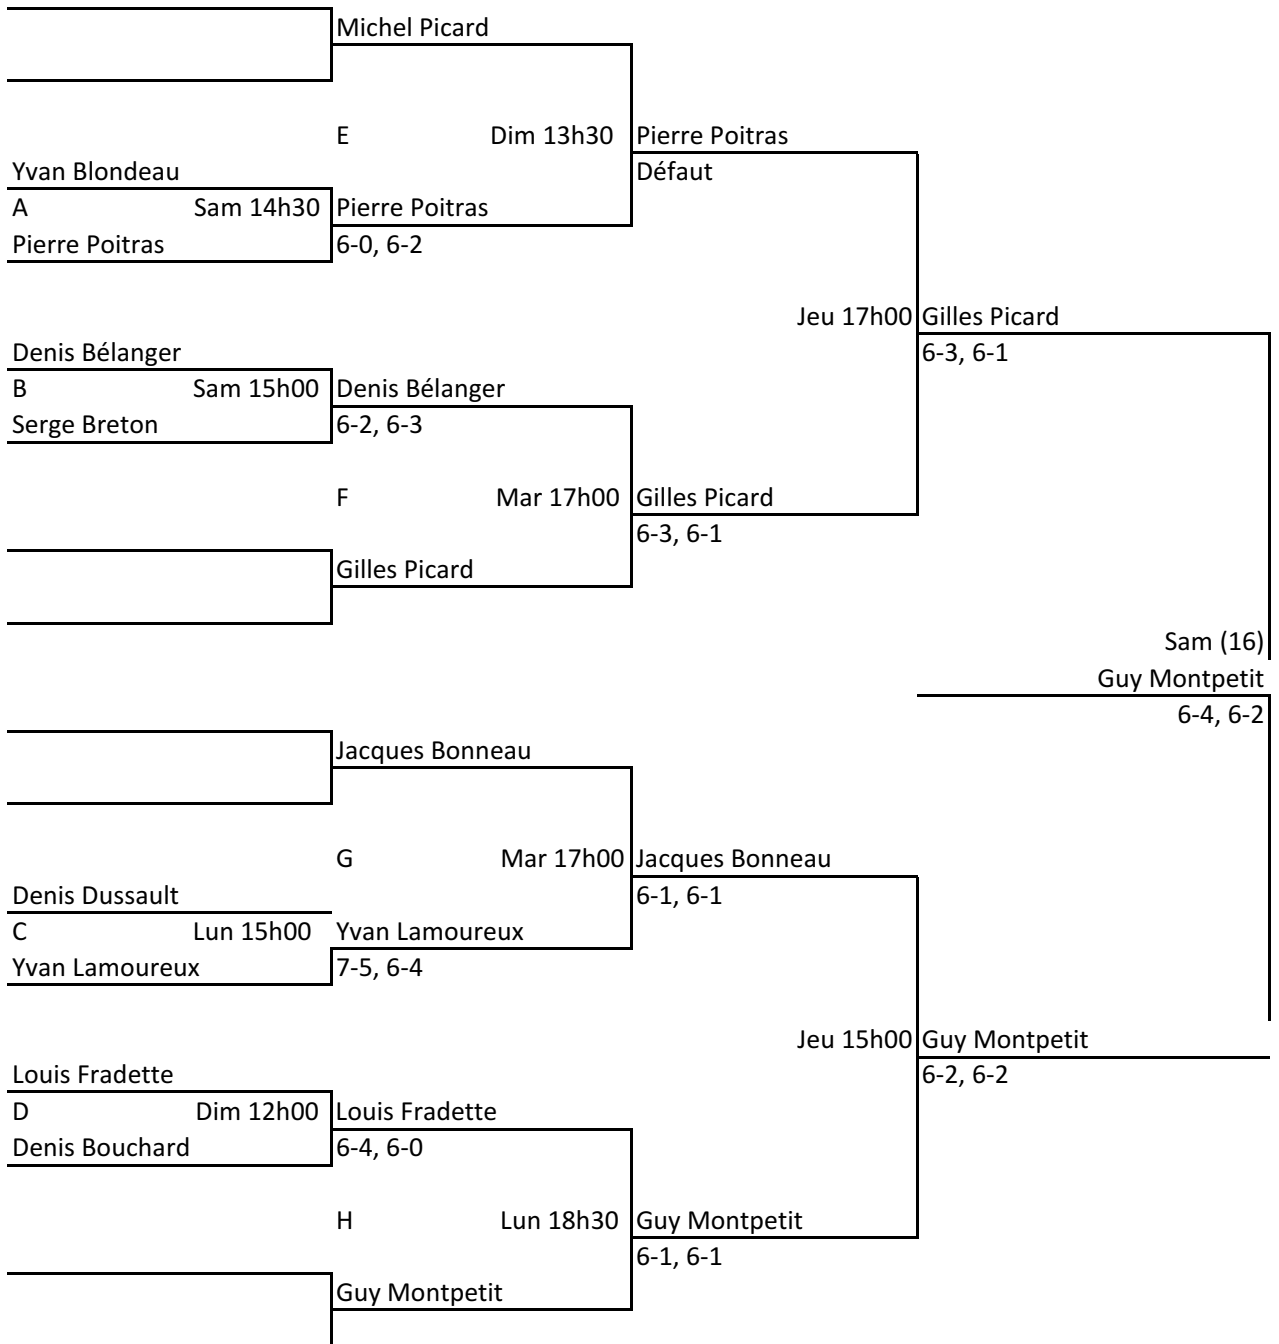 Michel Picard
E Dim 13h30 Pierre Poitras
Yvan Blondeau Défaut
A Sam 14h30 Pierre Poitras
Pierre Poitras 6-0, 6-2
Jeu 17h00 Gilles Picard
Denis Bélanger 6-3, 6-1
B Sam 15h00 Denis Bélanger
Serge Breton 6-2, 6-3
F Mar 17h00 Gilles Picard
6-3, 6-1
Gilles Picard
Sam (16)
Guy Montpetit
6-4, 6-2
Jacques Bonneau
G Mar 17h00 Jacques Bonneau
Denis Dussault 6-1, 6-1
C Lun 15h00 Yvan Lamoureux
Yvan Lamoureux 7-5, 6-4
Jeu 15h00 Guy Montpetit
Louis Fradette 6-2, 6-2
D Dim 12h00 Louis Fradette
Denis Bouchard 6-4, 6-0
H Lun 18h30 Guy Montpetit
6-1, 6-1
Guy Montpetit